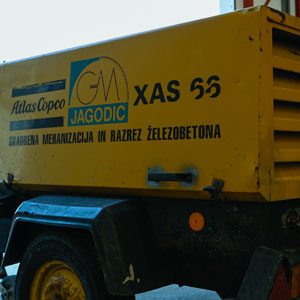 Atlas Copco
GM
JAGODIC
XAS 66
GRADBENA MEHANIZACIJA IN RAZREZ ŽELEZOBETONA